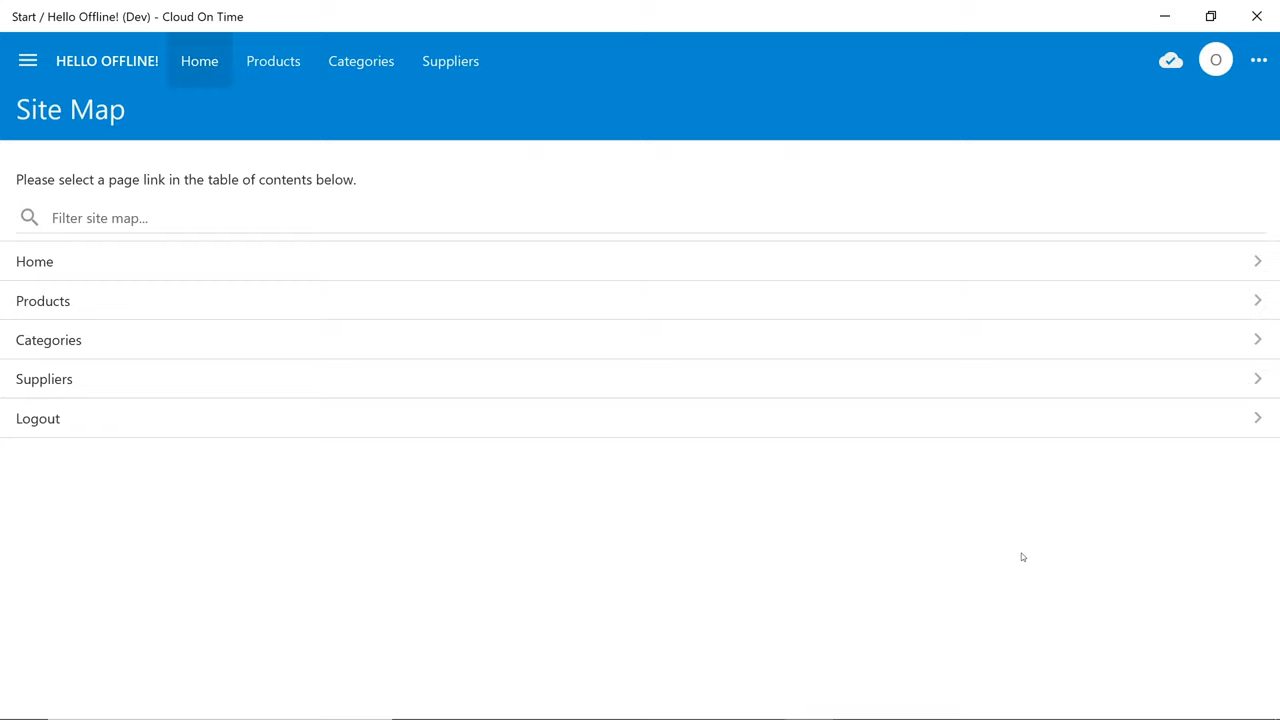 Start / Hello Offline! (Dev) - Cloud On Time
HELLO OFFLINE! Home Products Categories Suppliers O
Site Map
Please select a page link in the table of contents below.
Filter site map...
Home
Products
Categories
Suppliers
Logout